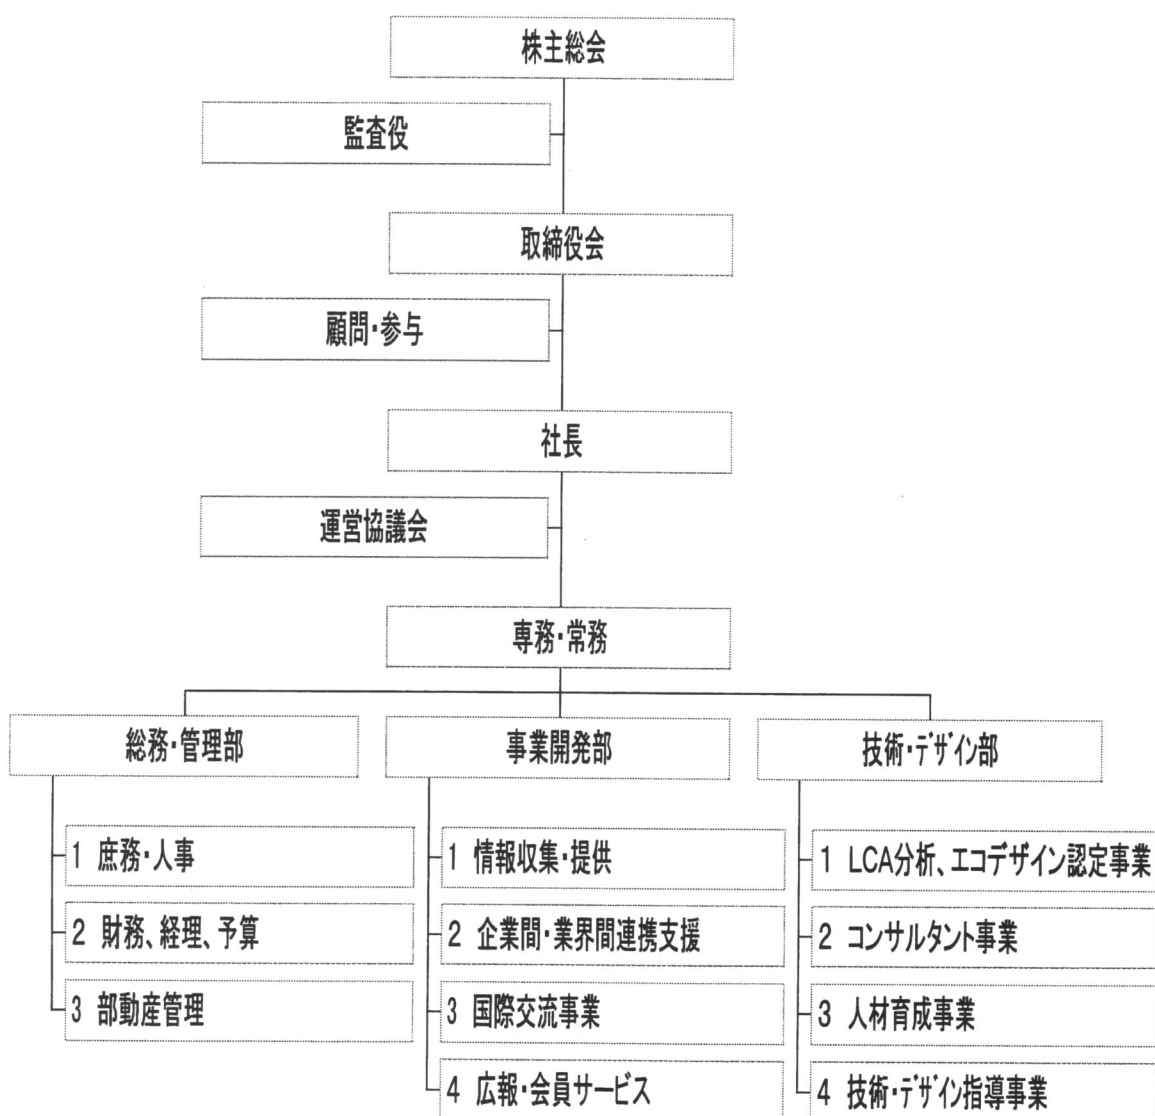 株主総会
監査役
取締役会
顧問・参与
社長
運営協議会
専務・常務
総務・管理部
1 庶務・人事
2 財務、経理、予算
3 部動産管理
事業開発部
1 情報収集・提供
2 企業間・業界間連携支援
3 国際交流事業
4 広報・会員サービス
技術・ﾃﾞｻﾞｲﾝ部
1 LCA分析、エコデザイン認定事業
2 コンサルタント事業
3 人材育成事業
4 技術・ﾃﾞｻﾞｲﾝ指導事業